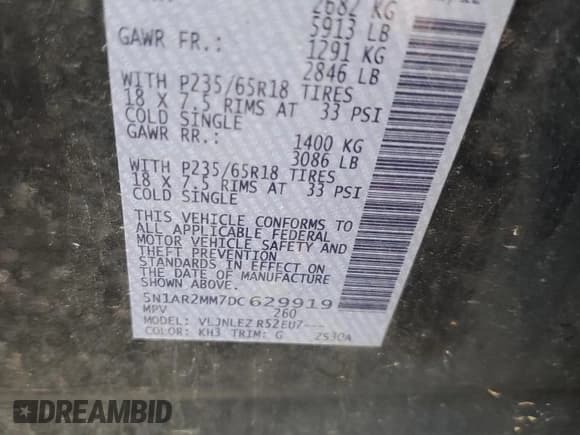 2682 KG
5913 LB
GAWR FR.: 1291 KG
2846 LB
WITH P235/65R18 TIRES
18 X 7.5 RIMS AT 33 PSI
COLD SINGLE
GAWR RR.: 1400 KG
3086 LB
WITH P235/65R18 TIRES
18 X 7.5 RIMS AT 33 PSI
COLD SINGLE
THIS VEHICLE CONFORMS TO
ALL APPLICABLE FEDERAL
MOTOR VEHICLE SAFETY AND
THEFT PREVENTION
STANDARDS IN EFFECT ON
THE DATE OF MANUFACTURE
SHOWN ABOVE.
5N1AR2MM7DC629919
MPV 260
MODEL: VLJNLEZ R52EU7---
COLOR: KH3 TRIM: G 2530A
DREAMBID